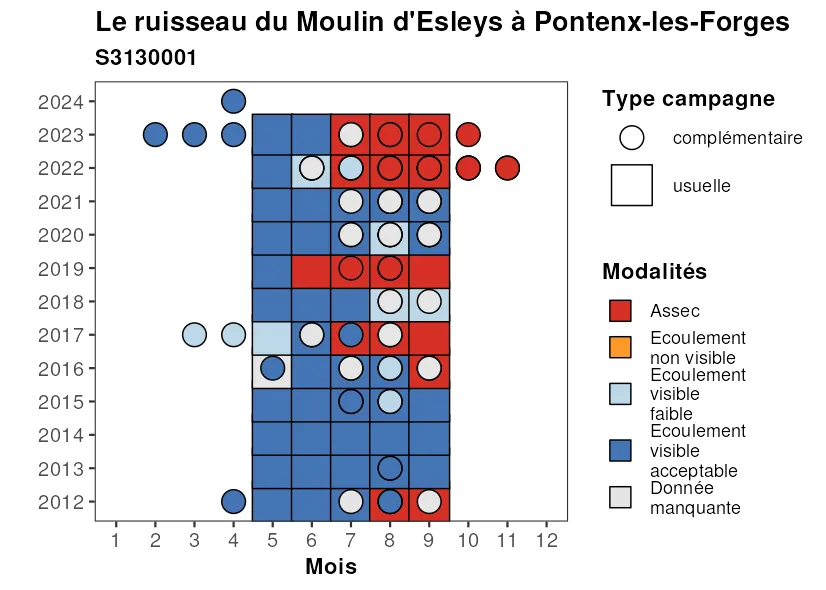 Le ruisseau du Moulin d'Esleys à Pontenx-les-Forges
S3130001
2024
2023
2022
2021
2020
2019
2018
2017
2016
2015
2014
2013
2012
1 2 3 4 5 6 7 8 9 10 11 12
Mois
Type campagne
complémentaire
usuelle
Modalités
Assec
Ecoulement
non visible
Ecoulement
visible
faible
Ecoulement
visible
acceptable
Donnée
manquante